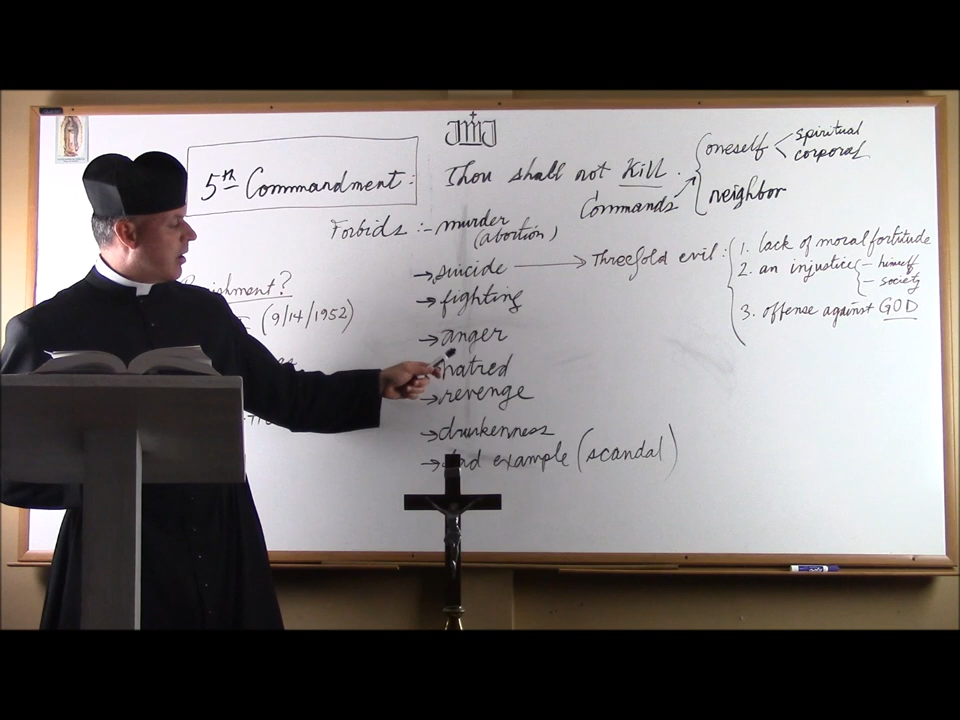 JMJ
5th Commandment:
Thou shall not Kill.
Commands
oneself
spiritual
corporal
neighbor
Forbids :- murder
(abortion)
→ suicide → Threefold evil:
1. lack of moral fortitude
2. an injustice - himself
- society
3. offense against GOD
→ fighting
→ anger
hatred
→ revenge
→ drunkenness
→ bad example (scandal)
Punishment?
(9/14/1952)